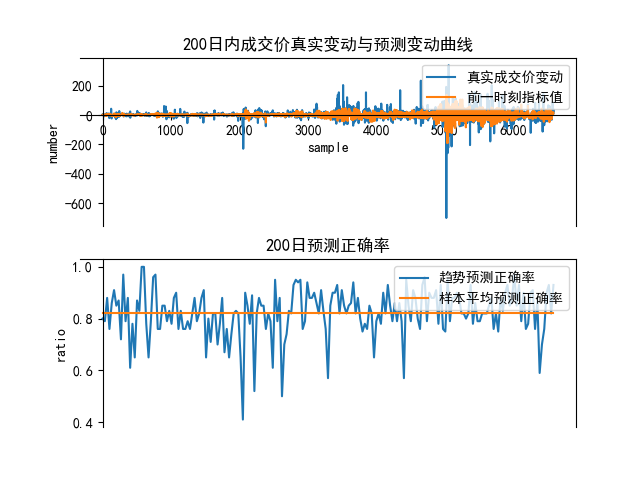 200日内成交价真实变动与预测变动曲线
真实成交价变动
前一时刻指标值
200
0
−200
−400
−600
number
0
1000
2000
3000
4000
5000
6000
sample
200日预测正确率
趋势预测正确率
样本平均预测正确率
1.0
0.8
0.6
0.4
ratio